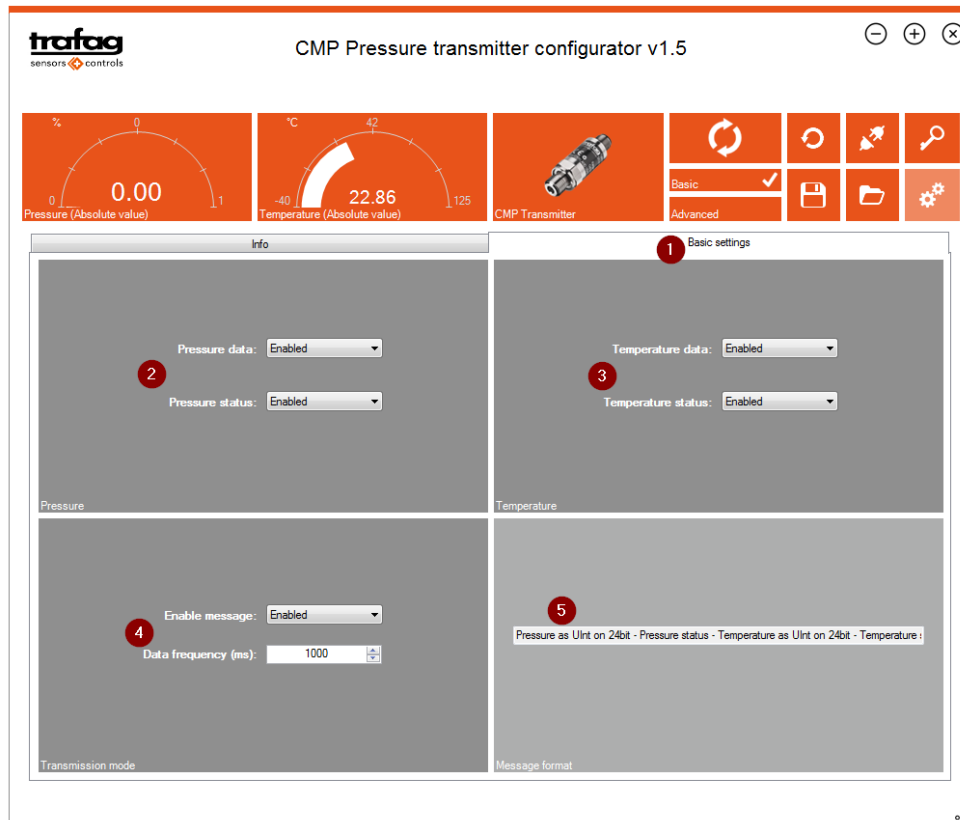 trafag
sensors controls
CMP Pressure transmitter configurator v1.5
% 0
0 0.00 1
Pressure (Absolute value)
°C 42
-40 22.86 125
Temperature (Absolute value)
CMP Transmitter
Basic
Advanced
Info
1 Basic settings
Pressure data: Enabled
2
Pressure status: Enabled
Pressure
Temperature data: Enabled
3
Temperature status: Enabled
Temperature
Enable message: Enabled
4
Data frequency (ms): 1000
Transmission mode
5
Pressure as UInt on 24bit - Pressure status - Temperature as UInt on 24bit - Temperature
Message format